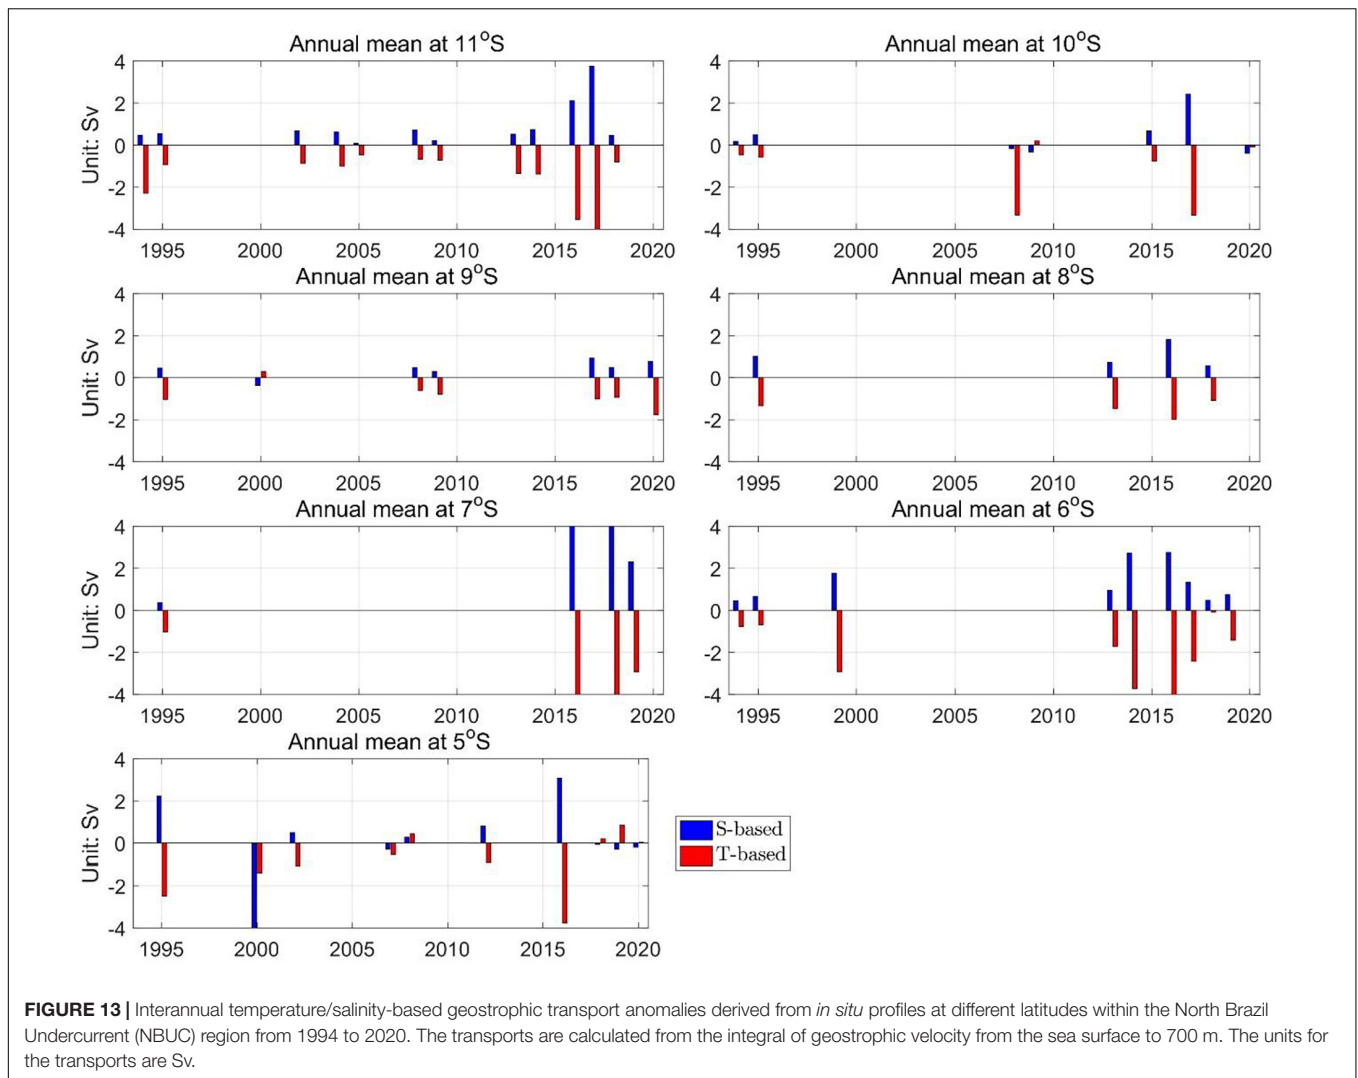 Annual mean at 11°S
Annual mean at 10°S
4
2
0
-2
-4
Unit: Sv
1995 2000 2005 2010 2015 2020
4
2
0
-2
-4
1995 2000 2005 2010 2015 2020
Annual mean at 9°S
Annual mean at 8°S
4
2
0
-2
-4
Unit: Sv
1995 2000 2005 2010 2015 2020
4
2
0
-2
-4
1995 2000 2005 2010 2015 2020
Annual mean at 7°S
Annual mean at 6°S
4
2
0
-2
-4
Unit: Sv
1995 2000 2005 2010 2015 2020
4
2
0
-2
-4
1995 2000 2005 2010 2015 2020
Annual mean at 5°S
4
2
0
-2
-4
Unit: Sv
1995 2000 2005 2010 2015 2020
S-based
T-based
FIGURE 13 | Interannual temperature/salinity-based geostrophic transport anomalies derived from in situ profiles at different latitudes within the North Brazil
Undercurrent (NBUC) region from 1994 to 2020. The transports are calculated from the integral of geostrophic velocity from the sea surface to 700 m. The units for
the transports are Sv.